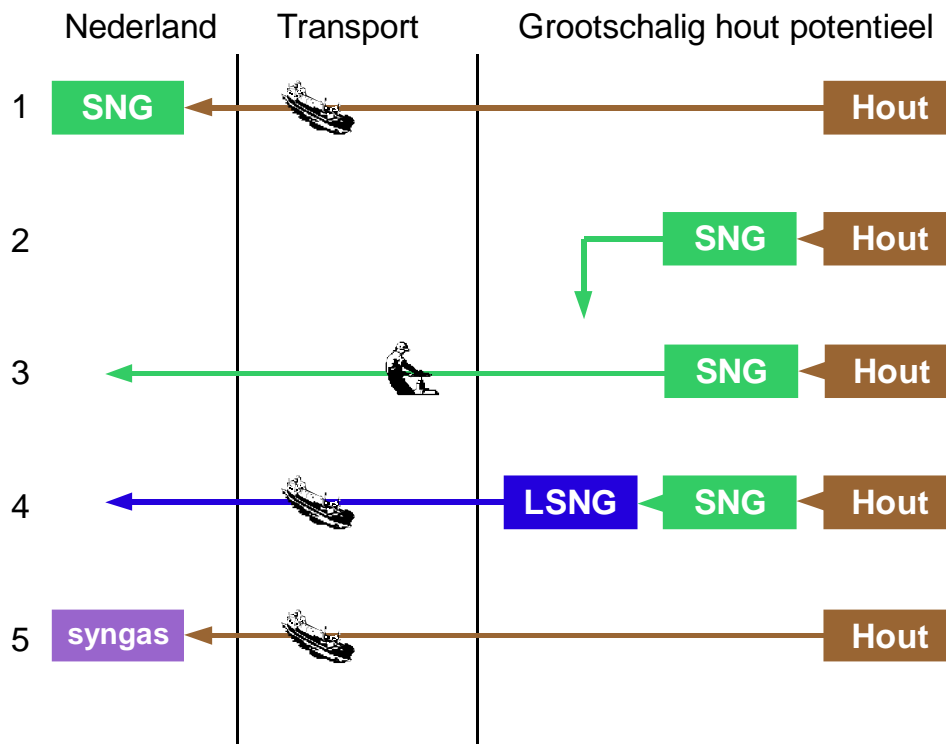 Nederland Transport Grootschalig hout potentieel
1 SNG Hout
2 SNG Hout
3 SNG Hout
4 LSNG SNG Hout
5 syngas Hout